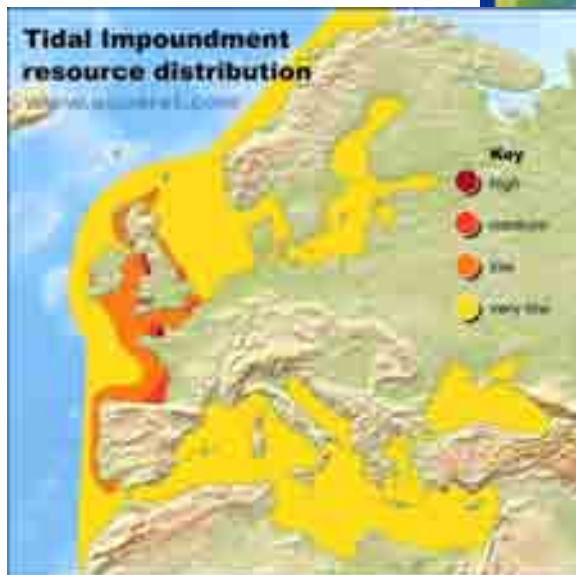 Tidal Impoundment
resource distribution
Key
high
medium
low
very low